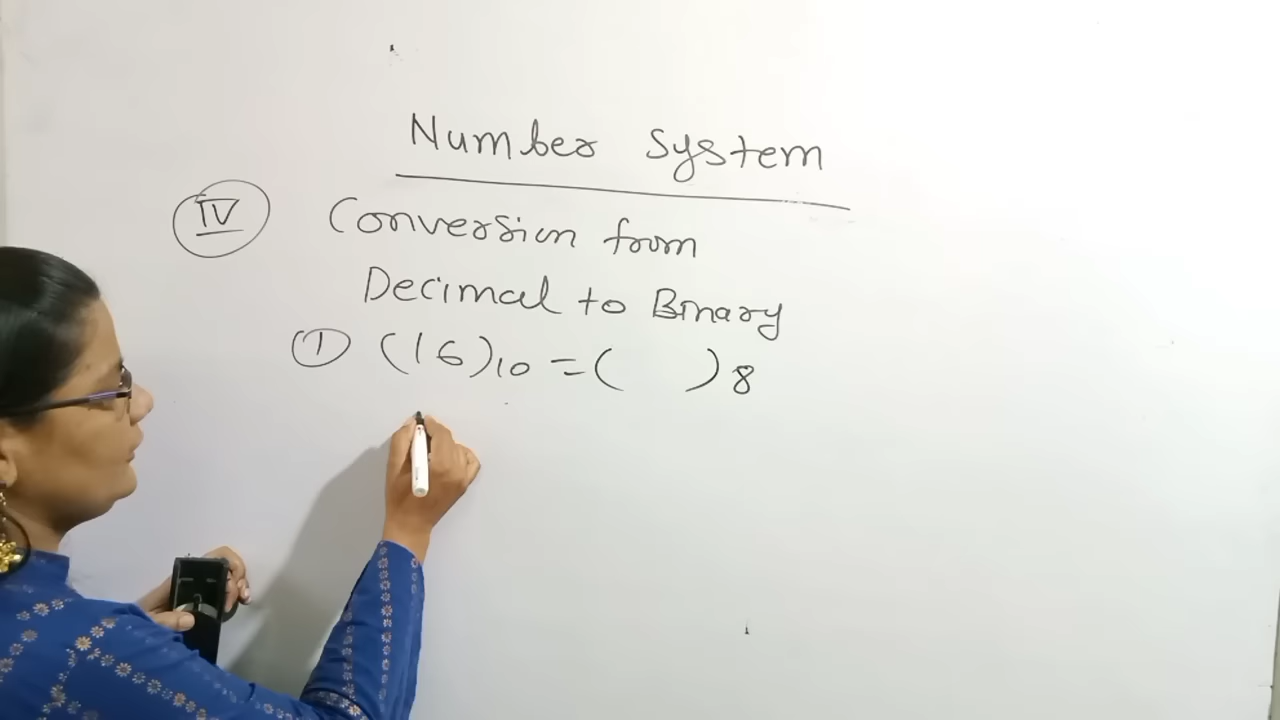 Number System
IV Conversion from
Decimal to Binary
1 (16)10 = ( )8